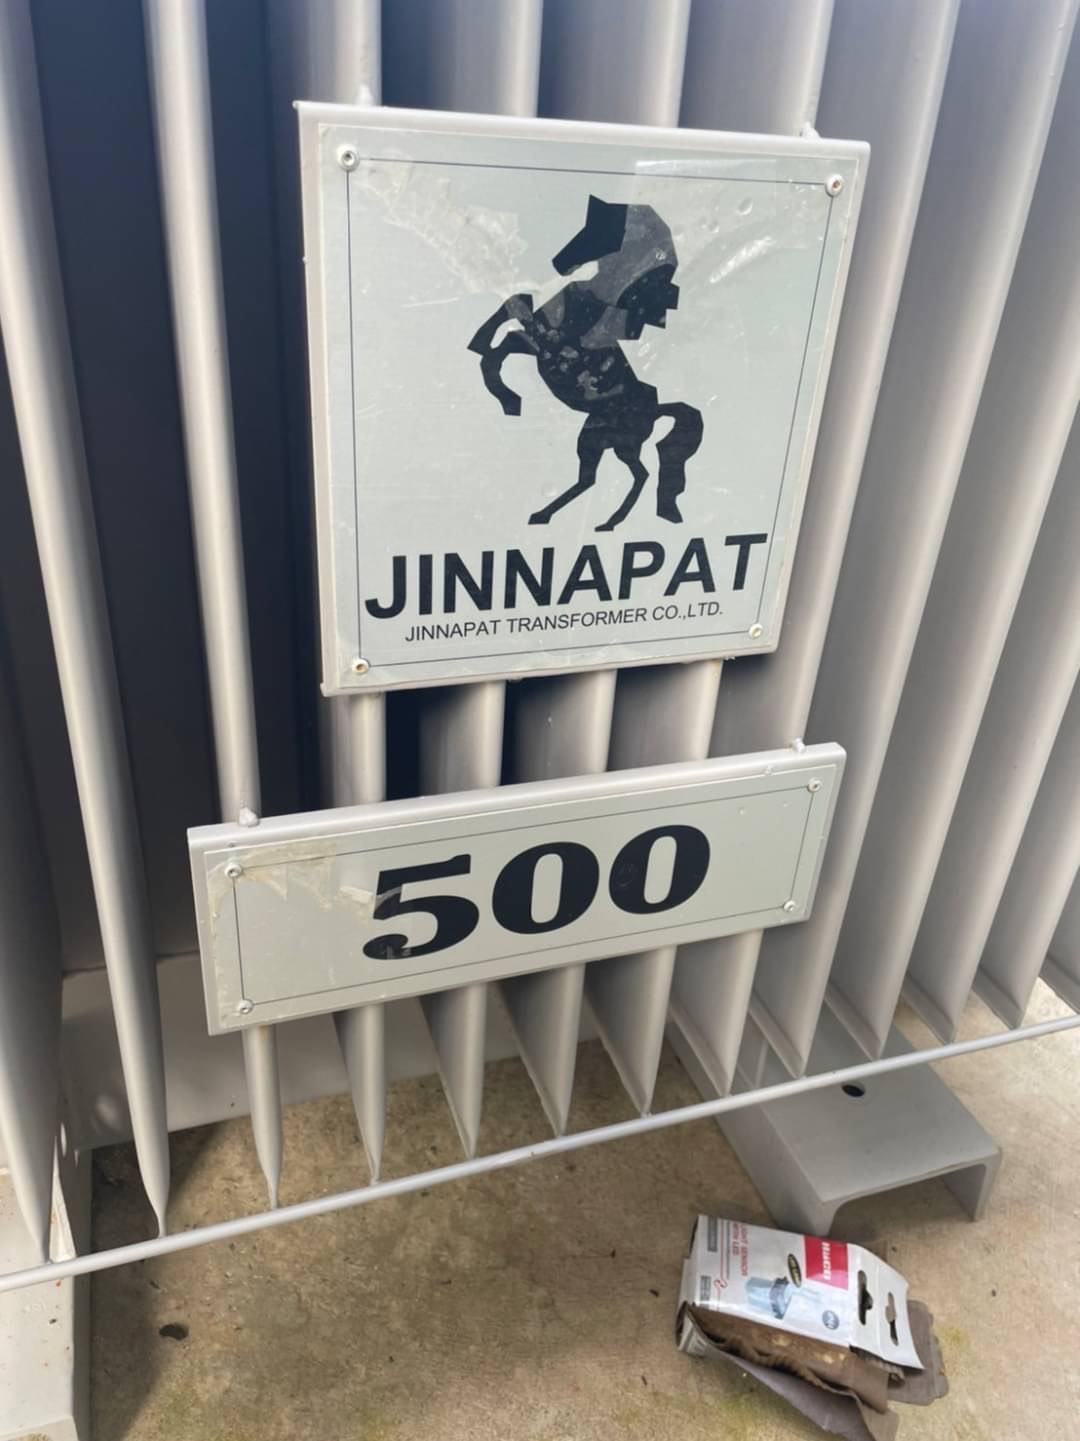 JINNAPAT
JINNAPAT TRANSFORMER CO.,LTD.
500